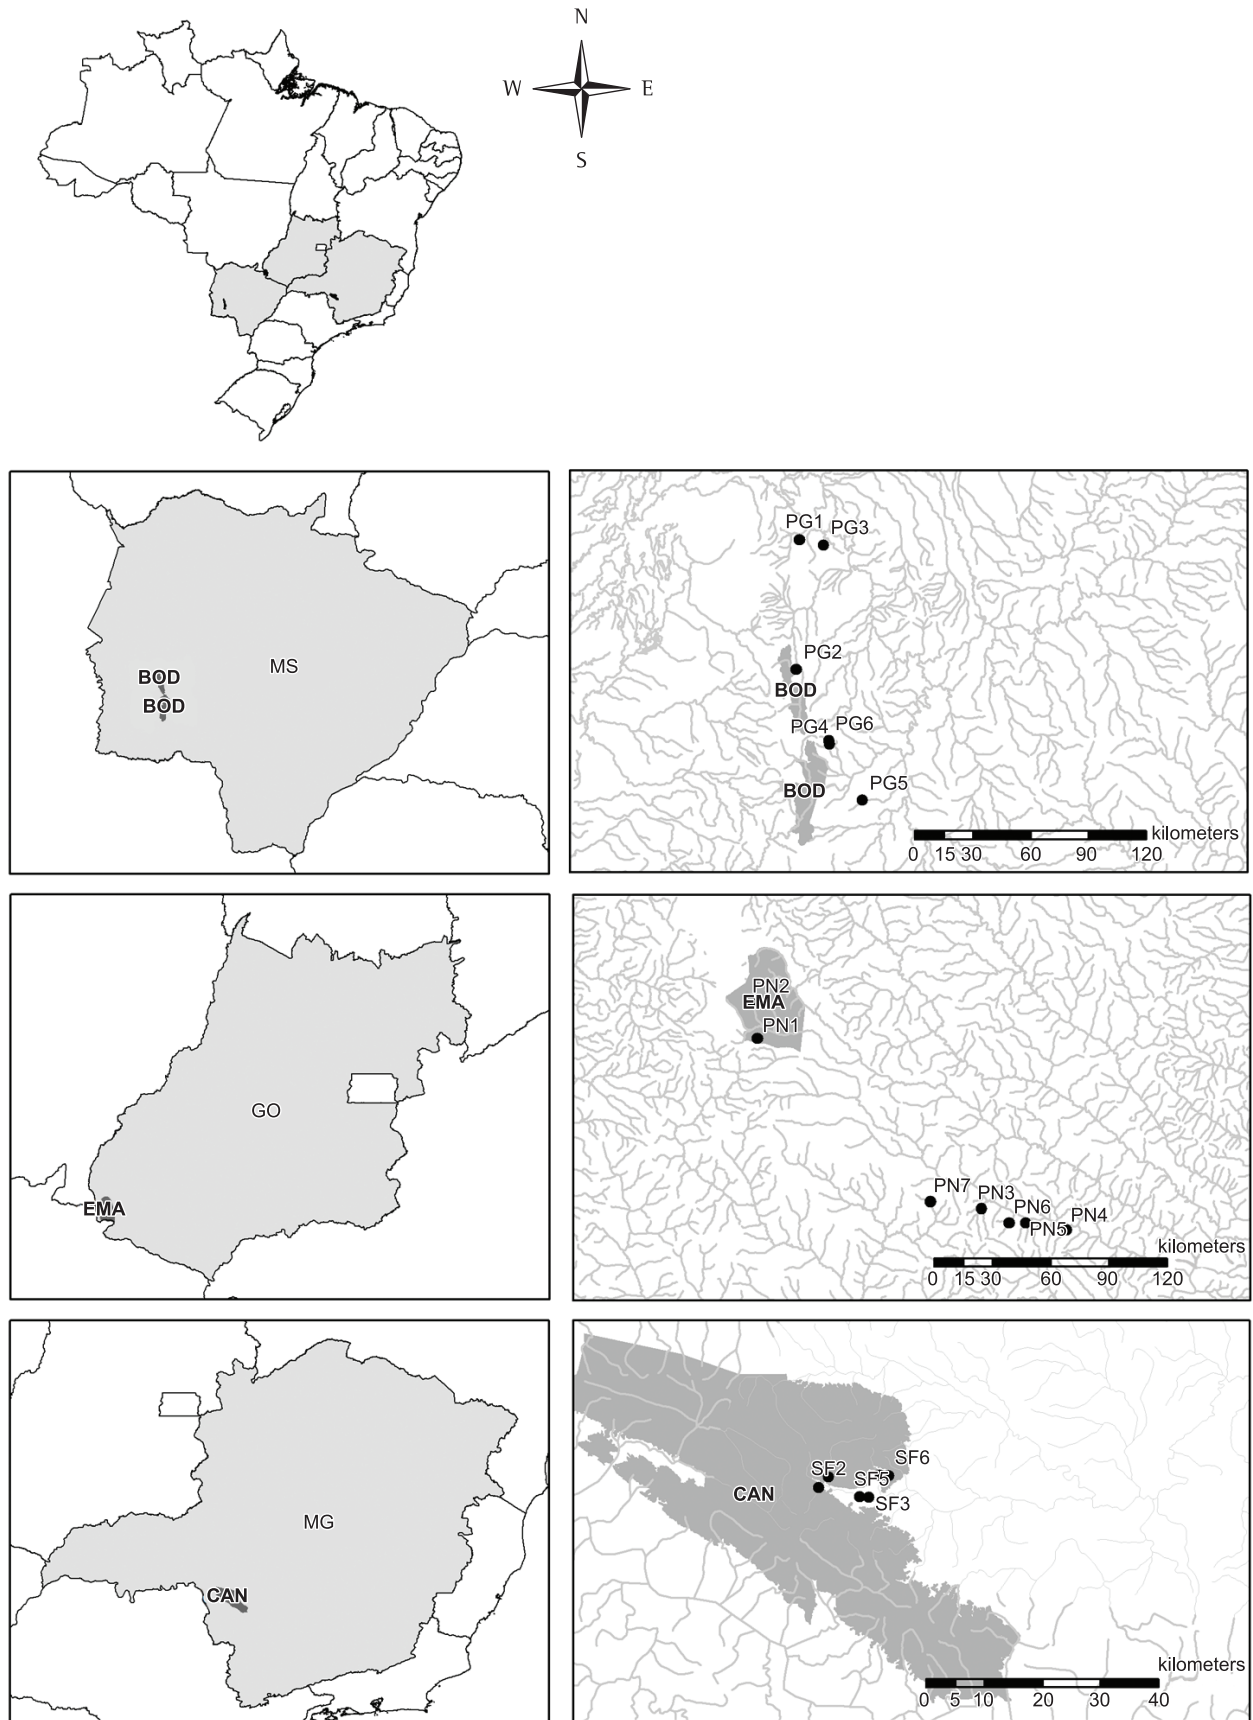 N
W E
S
BOD
BOD
MS
PG1 PG3
PG2
BOD
PG4 PG6
BOD
PG5
kilometers
0 15 30 60 90 120
GO
EMA
PN2
EMA
PN1
PN7 PN3 PN6 PN5 PN4
kilometers
0 15 30 60 90 120
MG
CAN
SF2 SF5 SF6
SF3
CAN
kilometers
0 5 10 20 30 40